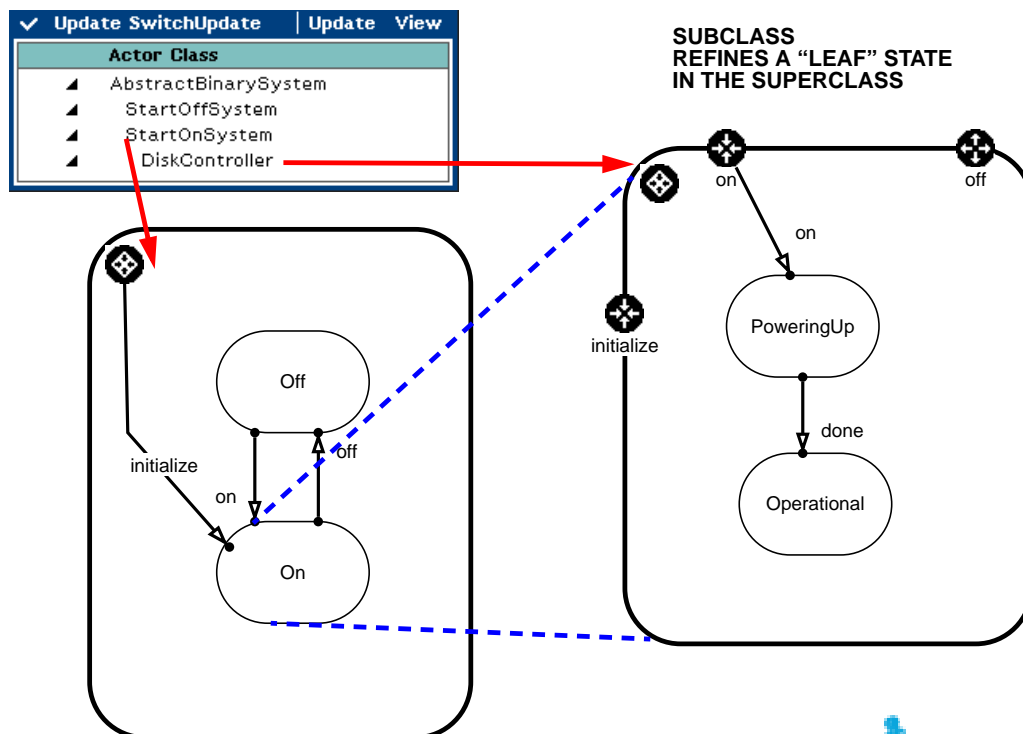 ✓ Update SwitchUpdate Update View
Actor Class
AbstractBinarySystem
StartOffSystem
StartOnSystem
DiskController
SUBCLASS
REFINES A “LEAF” STATE
IN THE SUPERCLASS
on
off
on
initialize
PoweringUp
done
Operational
Off
off
initialize
on
On